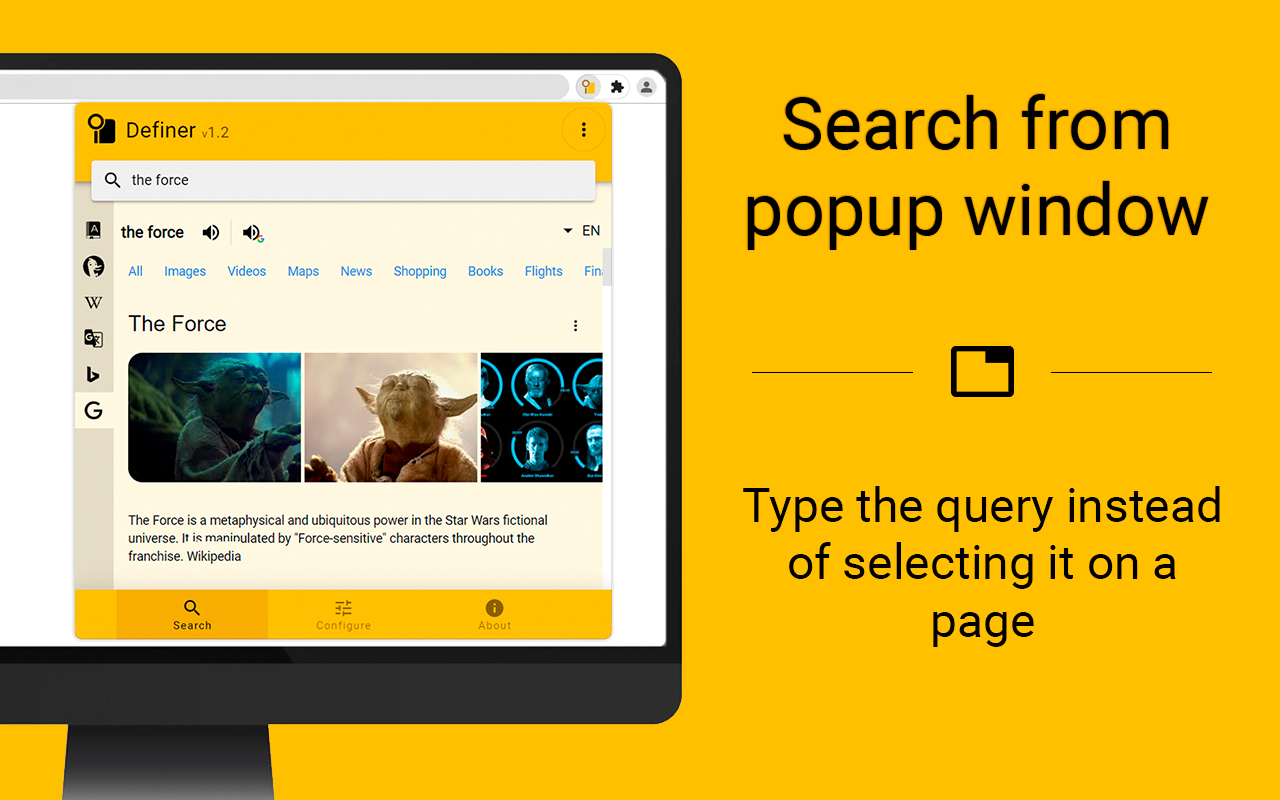 Definer v1.2
the force
the force
EN
All Images Videos Maps News Shopping Books Flights
The Force
The Force is a metaphysical and ubiquitous power in the Star Wars fictional
universe. It is manipulated by "Force-sensitive" characters throughout the
franchise. Wikipedia
Search
Configure
About
Search from
popup window
Type the query instead
of selecting it on a
page